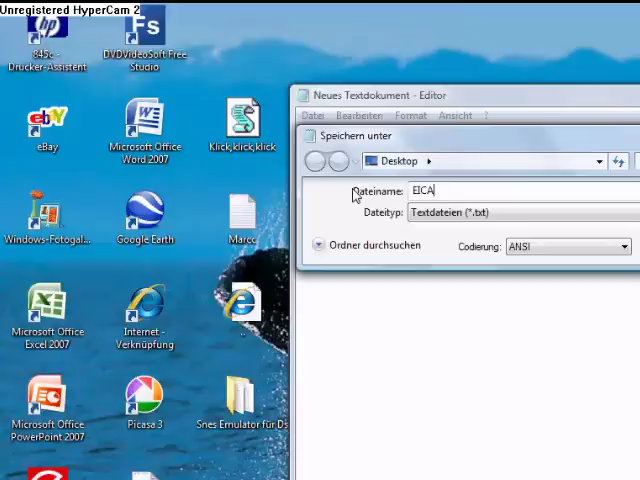 Unregistered HyperCam 2
hp
845c -
Drucker-Assistent
Fs
DVDVideoSoft Free
Studio
Neues Textdokument - Editor
Datei Bearbeiten Format Ansicht ?
Speichern unter
Desktop
Dateiname: EICA
Dateityp: Textdateien (*.txt)
Ordner durchsuchen
Codierung: ANSI
eBay
eBay
Microsoft Office
Word 2007
Klick,klick,klick
Windows-Fotogal...
Google Earth
Marco
Microsoft Office
Excel 2007
Internet -
Verknüpfung
..
Microsoft Office
PowerPoint 2007
Picasa 3
Snes Emulator für Ds